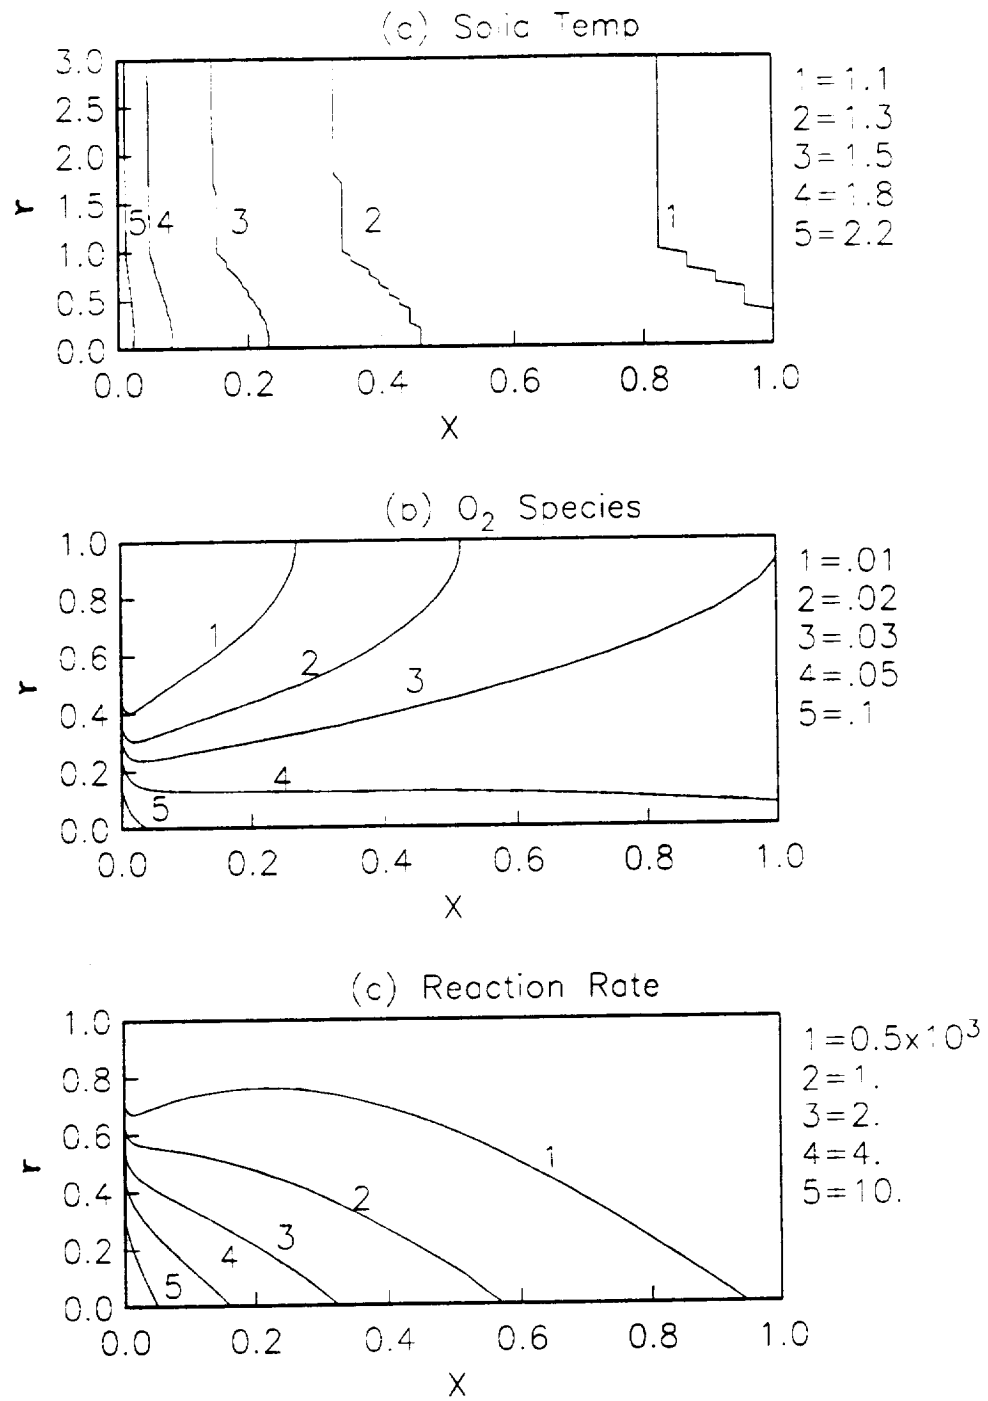 (c) Solid Temp
3.0
2.5
2.0
1.5
1.0
0.5
0.0
r
5 4 3 2 1
1=1.1
2=1.3
3=1.5
4=1.8
5=2.2
0.0 0.2 0.4 0.6 0.8 1.0
X
(b) O2 Species
1.0
0.8
0.6
0.4
0.2
0.0
r
1 2 3 4 5
1=.01
2=.02
3=.03
4=.05
5=.1
0.0 0.2 0.4 0.6 0.8 1.0
X
(c) Reaction Rate
1.0
0.8
0.6
0.4
0.2
0.0
r
1 2 3 4 5
1=0.5x10^3
2=1.
3=2.
4=4.
5=10.
0.0 0.2 0.4 0.6 0.8 1.0
X